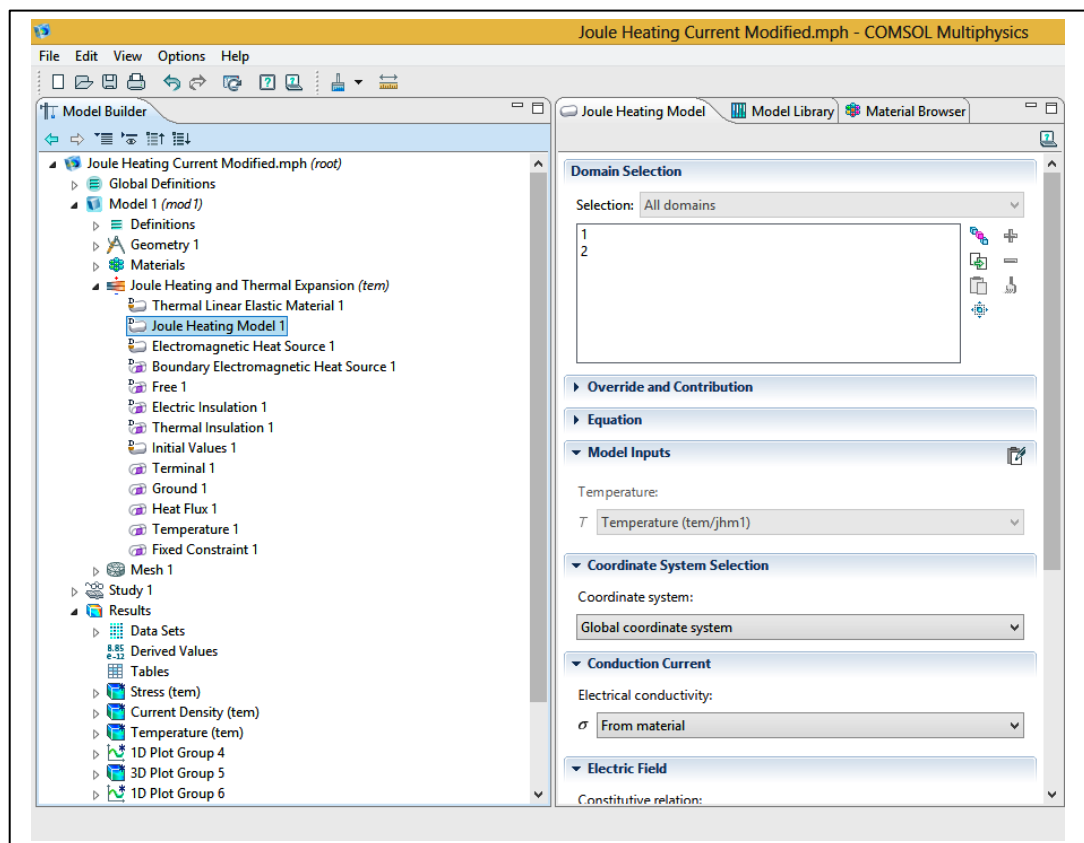 Joule Heating Current Modified.mph - COMSOL Multiphysics
File Edit View Options Help
Model Builder
Joule Heating Current Modified.mph (root)
Global Definitions
Model 1 (mod1)
Definitions
Geometry 1
Materials
Joule Heating and Thermal Expansion (tem)
Thermal Linear Elastic Material 1
Joule Heating Model 1
Electromagnetic Heat Source 1
Boundary Electromagnetic Heat Source 1
Free 1
Electric Insulation 1
Thermal Insulation 1
Initial Values 1
Terminal 1
Ground 1
Heat Flux 1
Temperature 1
Fixed Constraint 1
Mesh 1
Study 1
Results
Data Sets
8.85
e-12 Derived Values
Tables
Stress (tem)
Current Density (tem)
Temperature (tem)
1D Plot Group 4
3D Plot Group 5
1D Plot Group 6
Joule Heating Model Model Library Material Browser
Domain Selection
Selection: All domains
1
2
Override and Contribution
Equation
Model Inputs
Temperature:
T Temperature (tem/jhm1)
Coordinate System Selection
Coordinate system:
Global coordinate system
Conduction Current
Electrical conductivity:
σ From material
Electric Field
Constitutive relation: